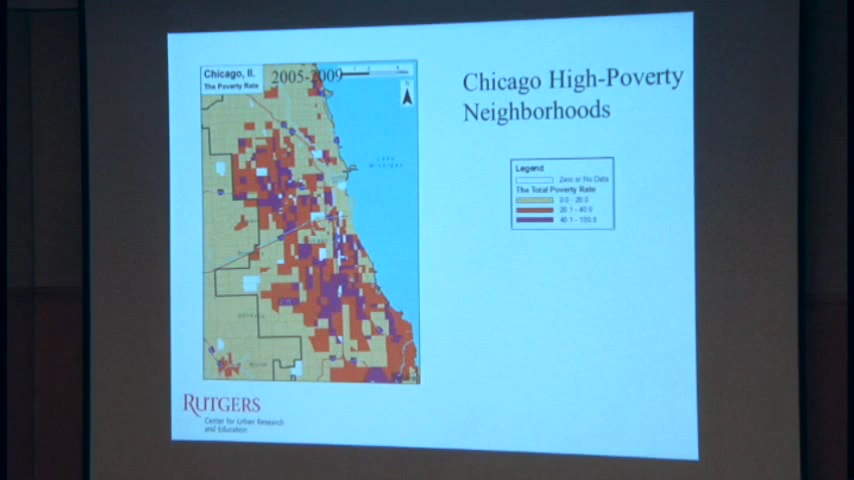 Chicago, IL.
The Poverty Rate
2005-2009
Chicago High-Poverty
Neighborhoods
LAKE
MICHIGAN
Legend
Zero or No Data
The Total Poverty Rate
0.0 - 20.0
20.1 - 40.0
40.1 - 100.0
RUTGERS
Center for Urban Research
and Education